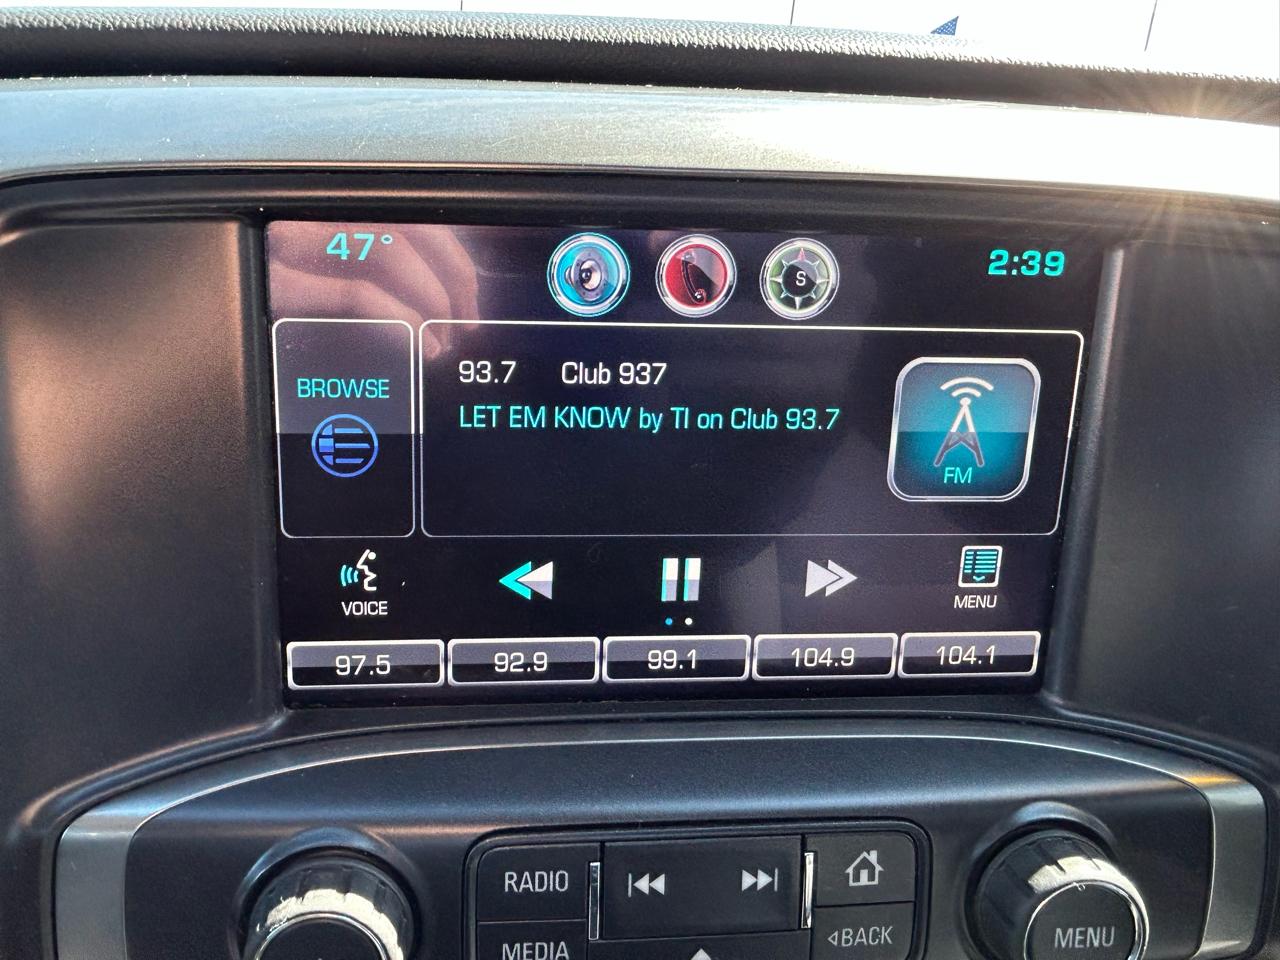 47°
S
2:39
BROWSE
93.7 Club 937
LET EM KNOW by TI on Club 93.7
FM
VOICE
MENU
97.5 92.9 99.1 104.9 104.1
RADIO
MEDIA
BACK
MENU